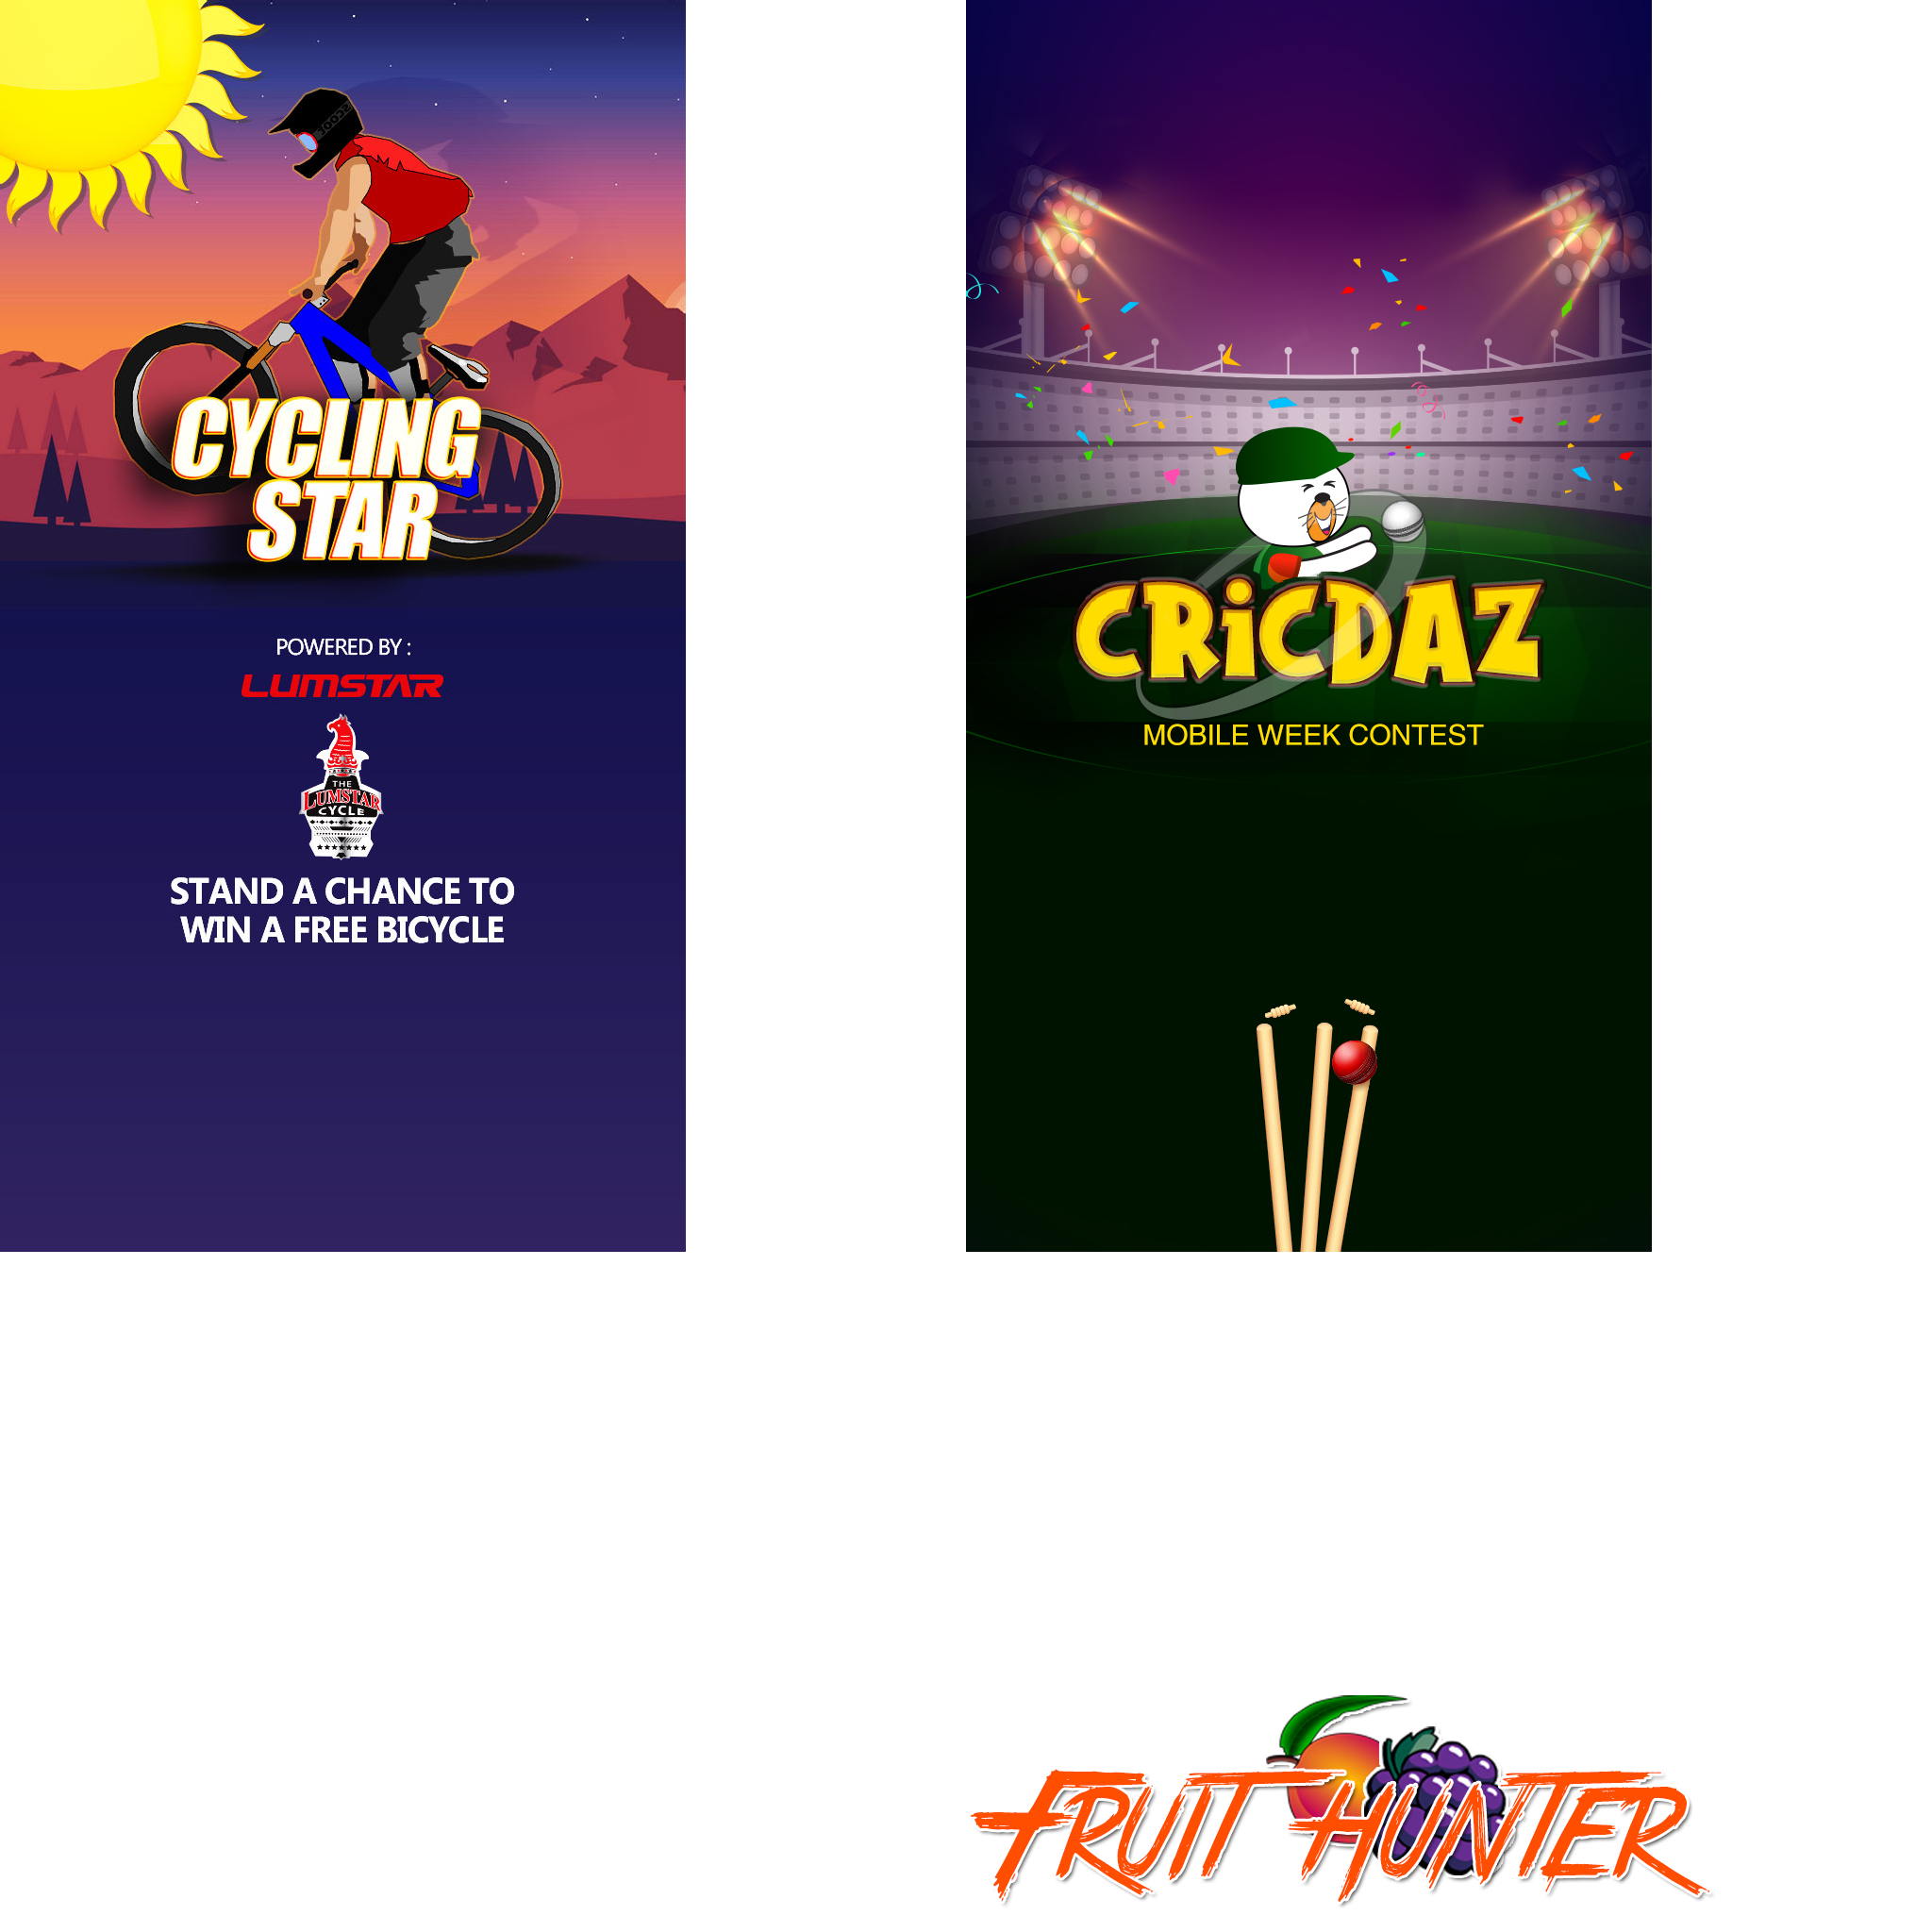 CYCLING
STAR
POWERED BY :
LUMSTAR
THE
LUMSTAR
CYCLE
STAND A CHANCE TO
WIN A FREE BICYCLE
CRiCDAZ
MOBILE WEEK CONTEST
FRUIT HUNTER